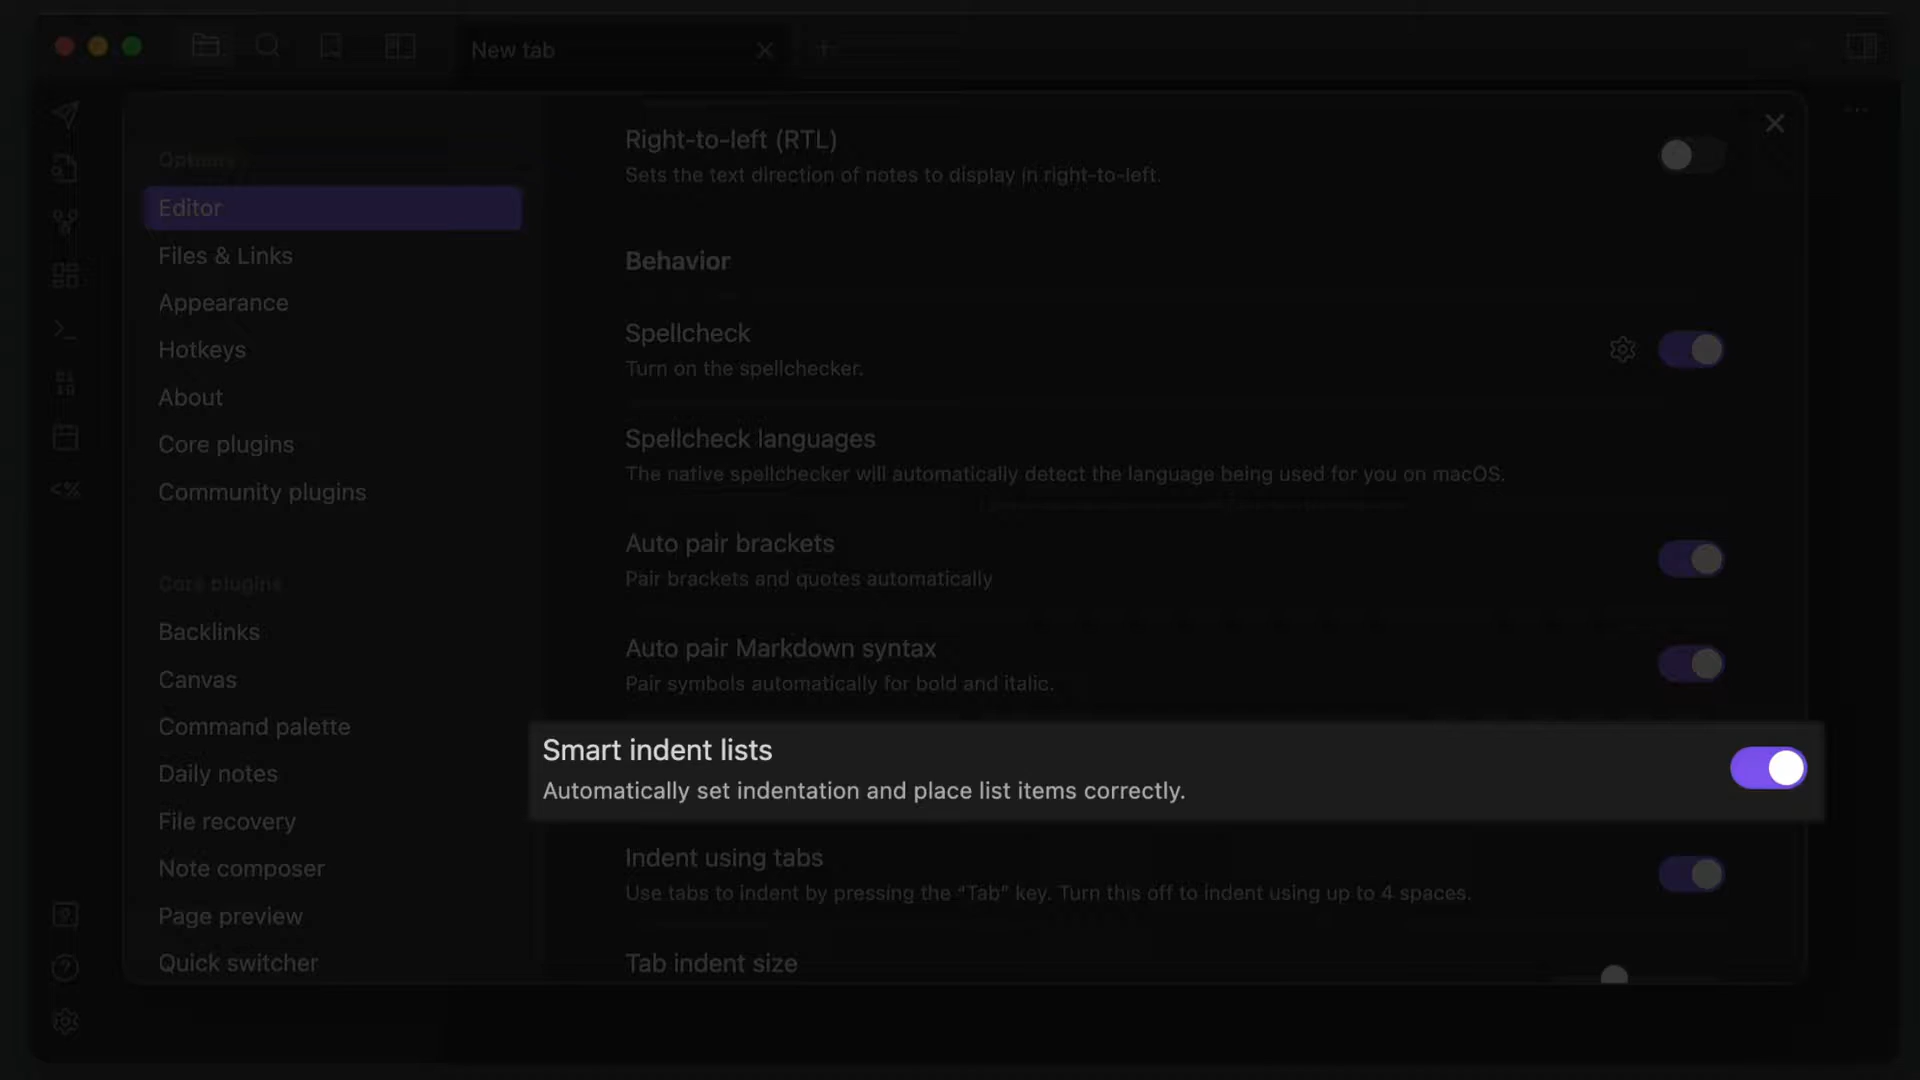 New tab
Options
Editor
Files & Links
Appearance
Hotkeys
About
Core plugins
Community plugins
Core plugins
Backlinks
Canvas
Command palette
Daily notes
File recovery
Note composer
Page preview
Quick switcher
Right-to-left (RTL)
Sets the text direction of notes to display in right-to-left.
Behavior
Spellcheck
Turn on the spellchecker.
Spellcheck languages
The native spellchecker will automatically detect the language being used for you on macOS.
Auto pair brackets
Pair brackets and quotes automatically
Auto pair Markdown syntax
Pair symbols automatically for bold and italic.
Smart indent lists
Automatically set indentation and place list items correctly.
Indent using tabs
Use tabs to indent by pressing the “Tab” key. Turn this off to indent using up to 4 spaces.
Tab indent size